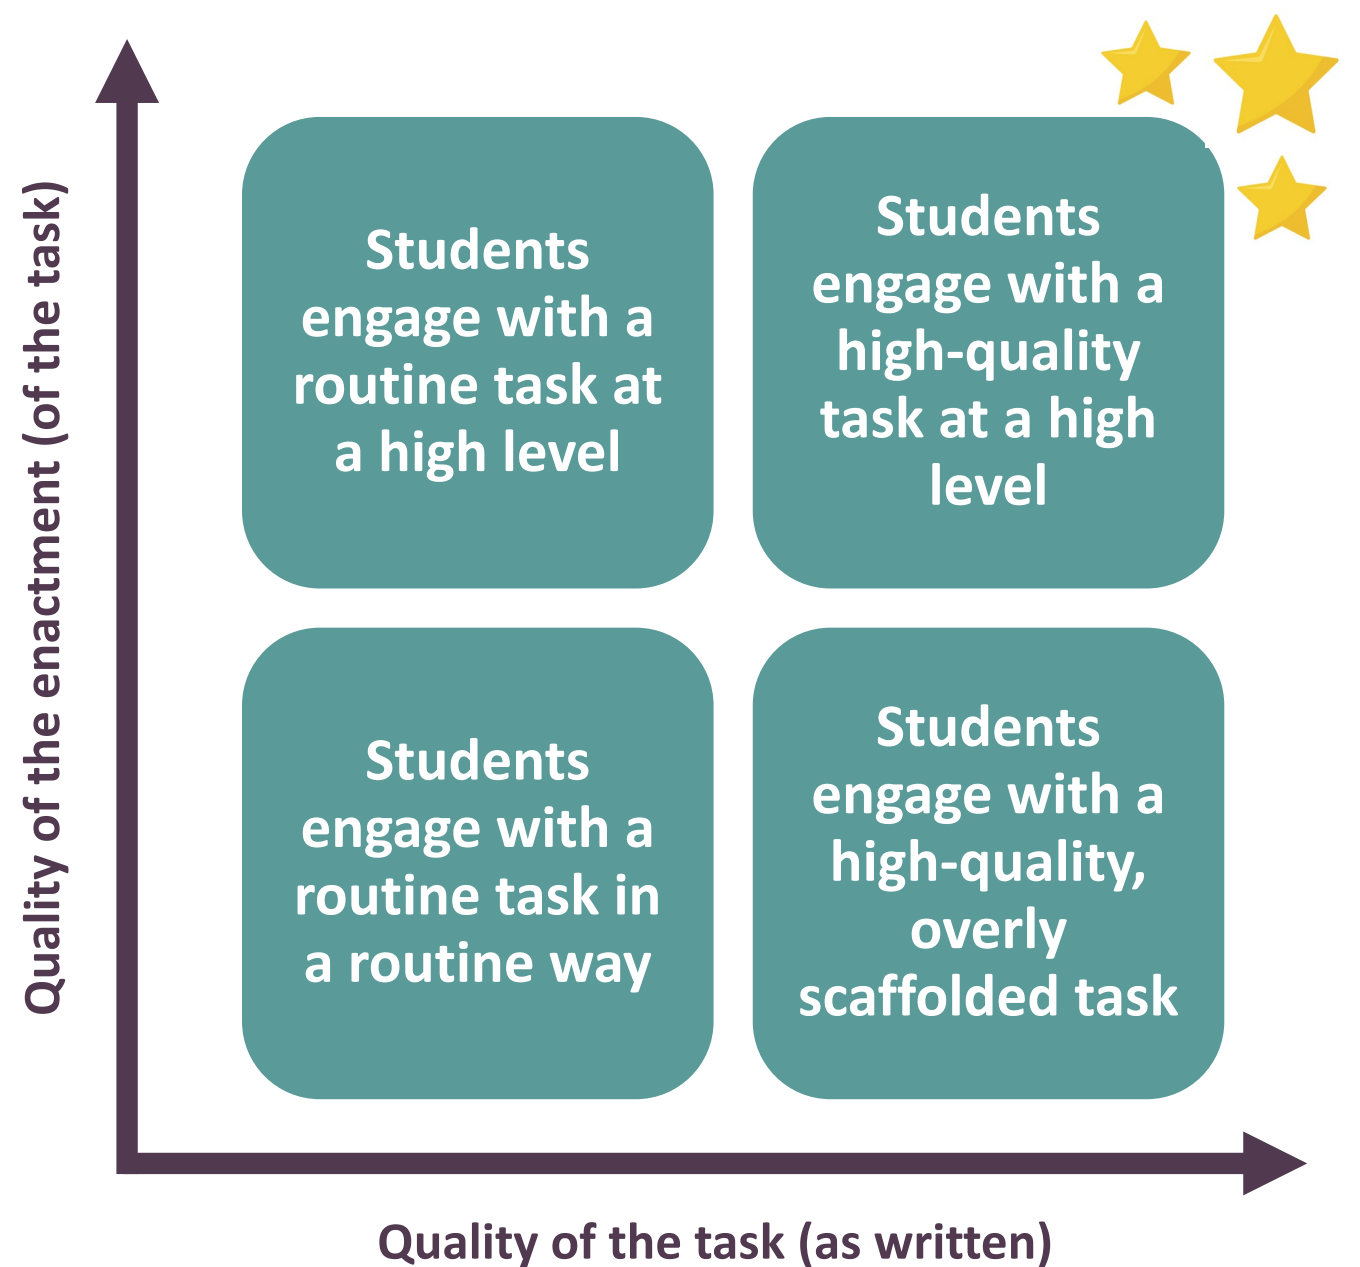 Quality of the enactment (of the task)
Students
engage with a
routine task at
a high level
Students
engage with a
high-quality
task at a high
level
Students
engage with a
routine task in
a routine way
Students
engage with a
high-quality,
overly
scaffolded task
Quality of the task (as written)